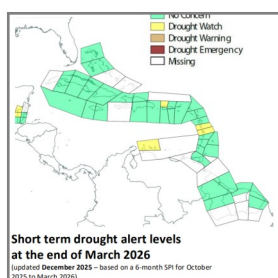 No Concern
Drought Watch
Drought Warning
Drought Emergency
Missing
Short term drought alert levels
at the end of March 2026
(updated December 2025 – based on a 6-month SPI for October
2025 to March 2026)